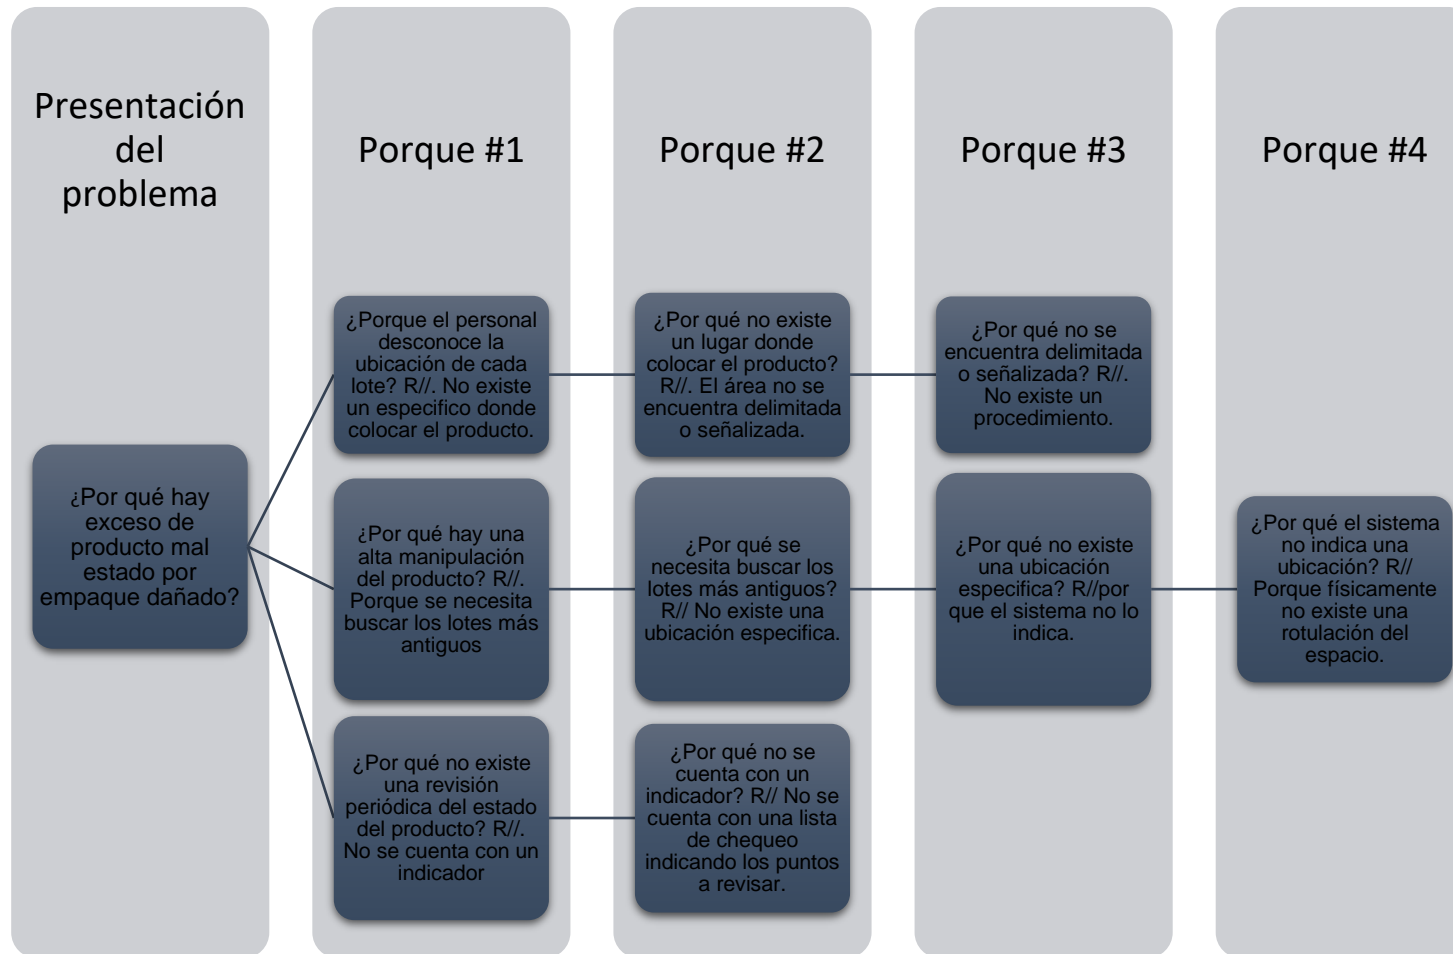 Presentación
del
problema
Porque #1
Porque #2
Porque #3
Porque #4
¿Por qué hay
exceso de
producto mal
estado por
empaque dañado?
¿Porque el personal
desconoce la
ubicación de cada
lote? R//. No existe
un especifico donde
colocar el producto.
¿Por qué no existe
un lugar donde
colocar el producto?
R//. El área no se
encuentra delimitada
o señalizada.
¿Por qué no se
encuentra delimitada
o señalizada? R//.
No existe un
procedimiento.
¿Por qué hay una
alta manipulación
del producto? R//.
Porque se necesita
buscar los lotes más
antiguos
¿Por qué se
necesita buscar los
lotes más antiguos?
R// No existe una
ubicación especifica.
¿Por qué no existe
una ubicación
especifica? R//por
que el sistema no lo
indica.
¿Por qué el sistema
no indica una
ubicación? R//
Porque físicamente
no existe una
rotulación del
espacio.
¿Por qué no existe
una revisión
periódica del estado
del producto? R//.
No se cuenta con un
indicador
¿Por qué no se
cuenta con un
indicador? R// No se
cuenta con una lista
de chequeo
indicando los puntos
a revisar.